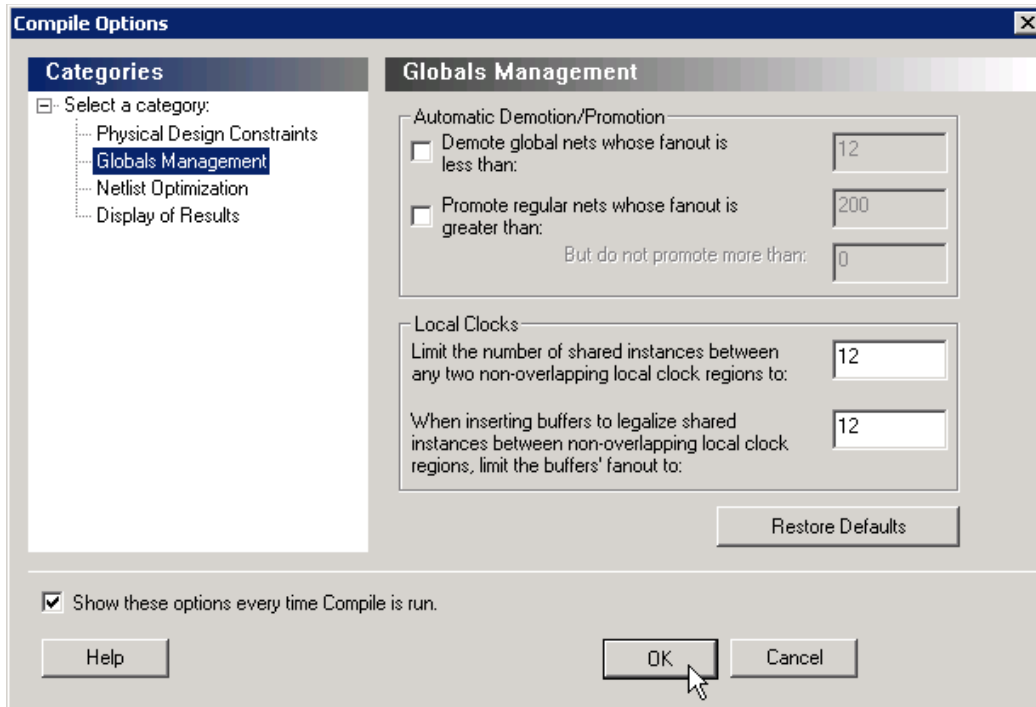 Compile Options
Categories
Select a category:
Physical Design Constraints
Globals Management
Netlist Optimization
Display of Results
Globals Management
Automatic Demotion/Promotion
Demote global nets whose fanout is
less than:
12
Promote regular nets whose fanout is
greater than:
200
But do not promote more than:
0
Local Clocks
Limit the number of shared instances between
any two non-overlapping local clock regions to:
12
When inserting buffers to legalize shared
instances between non-overlapping local clock
regions, limit the buffers' fanout to:
12
Restore Defaults
Show these options every time Compile is run.
Help
OK
Cancel